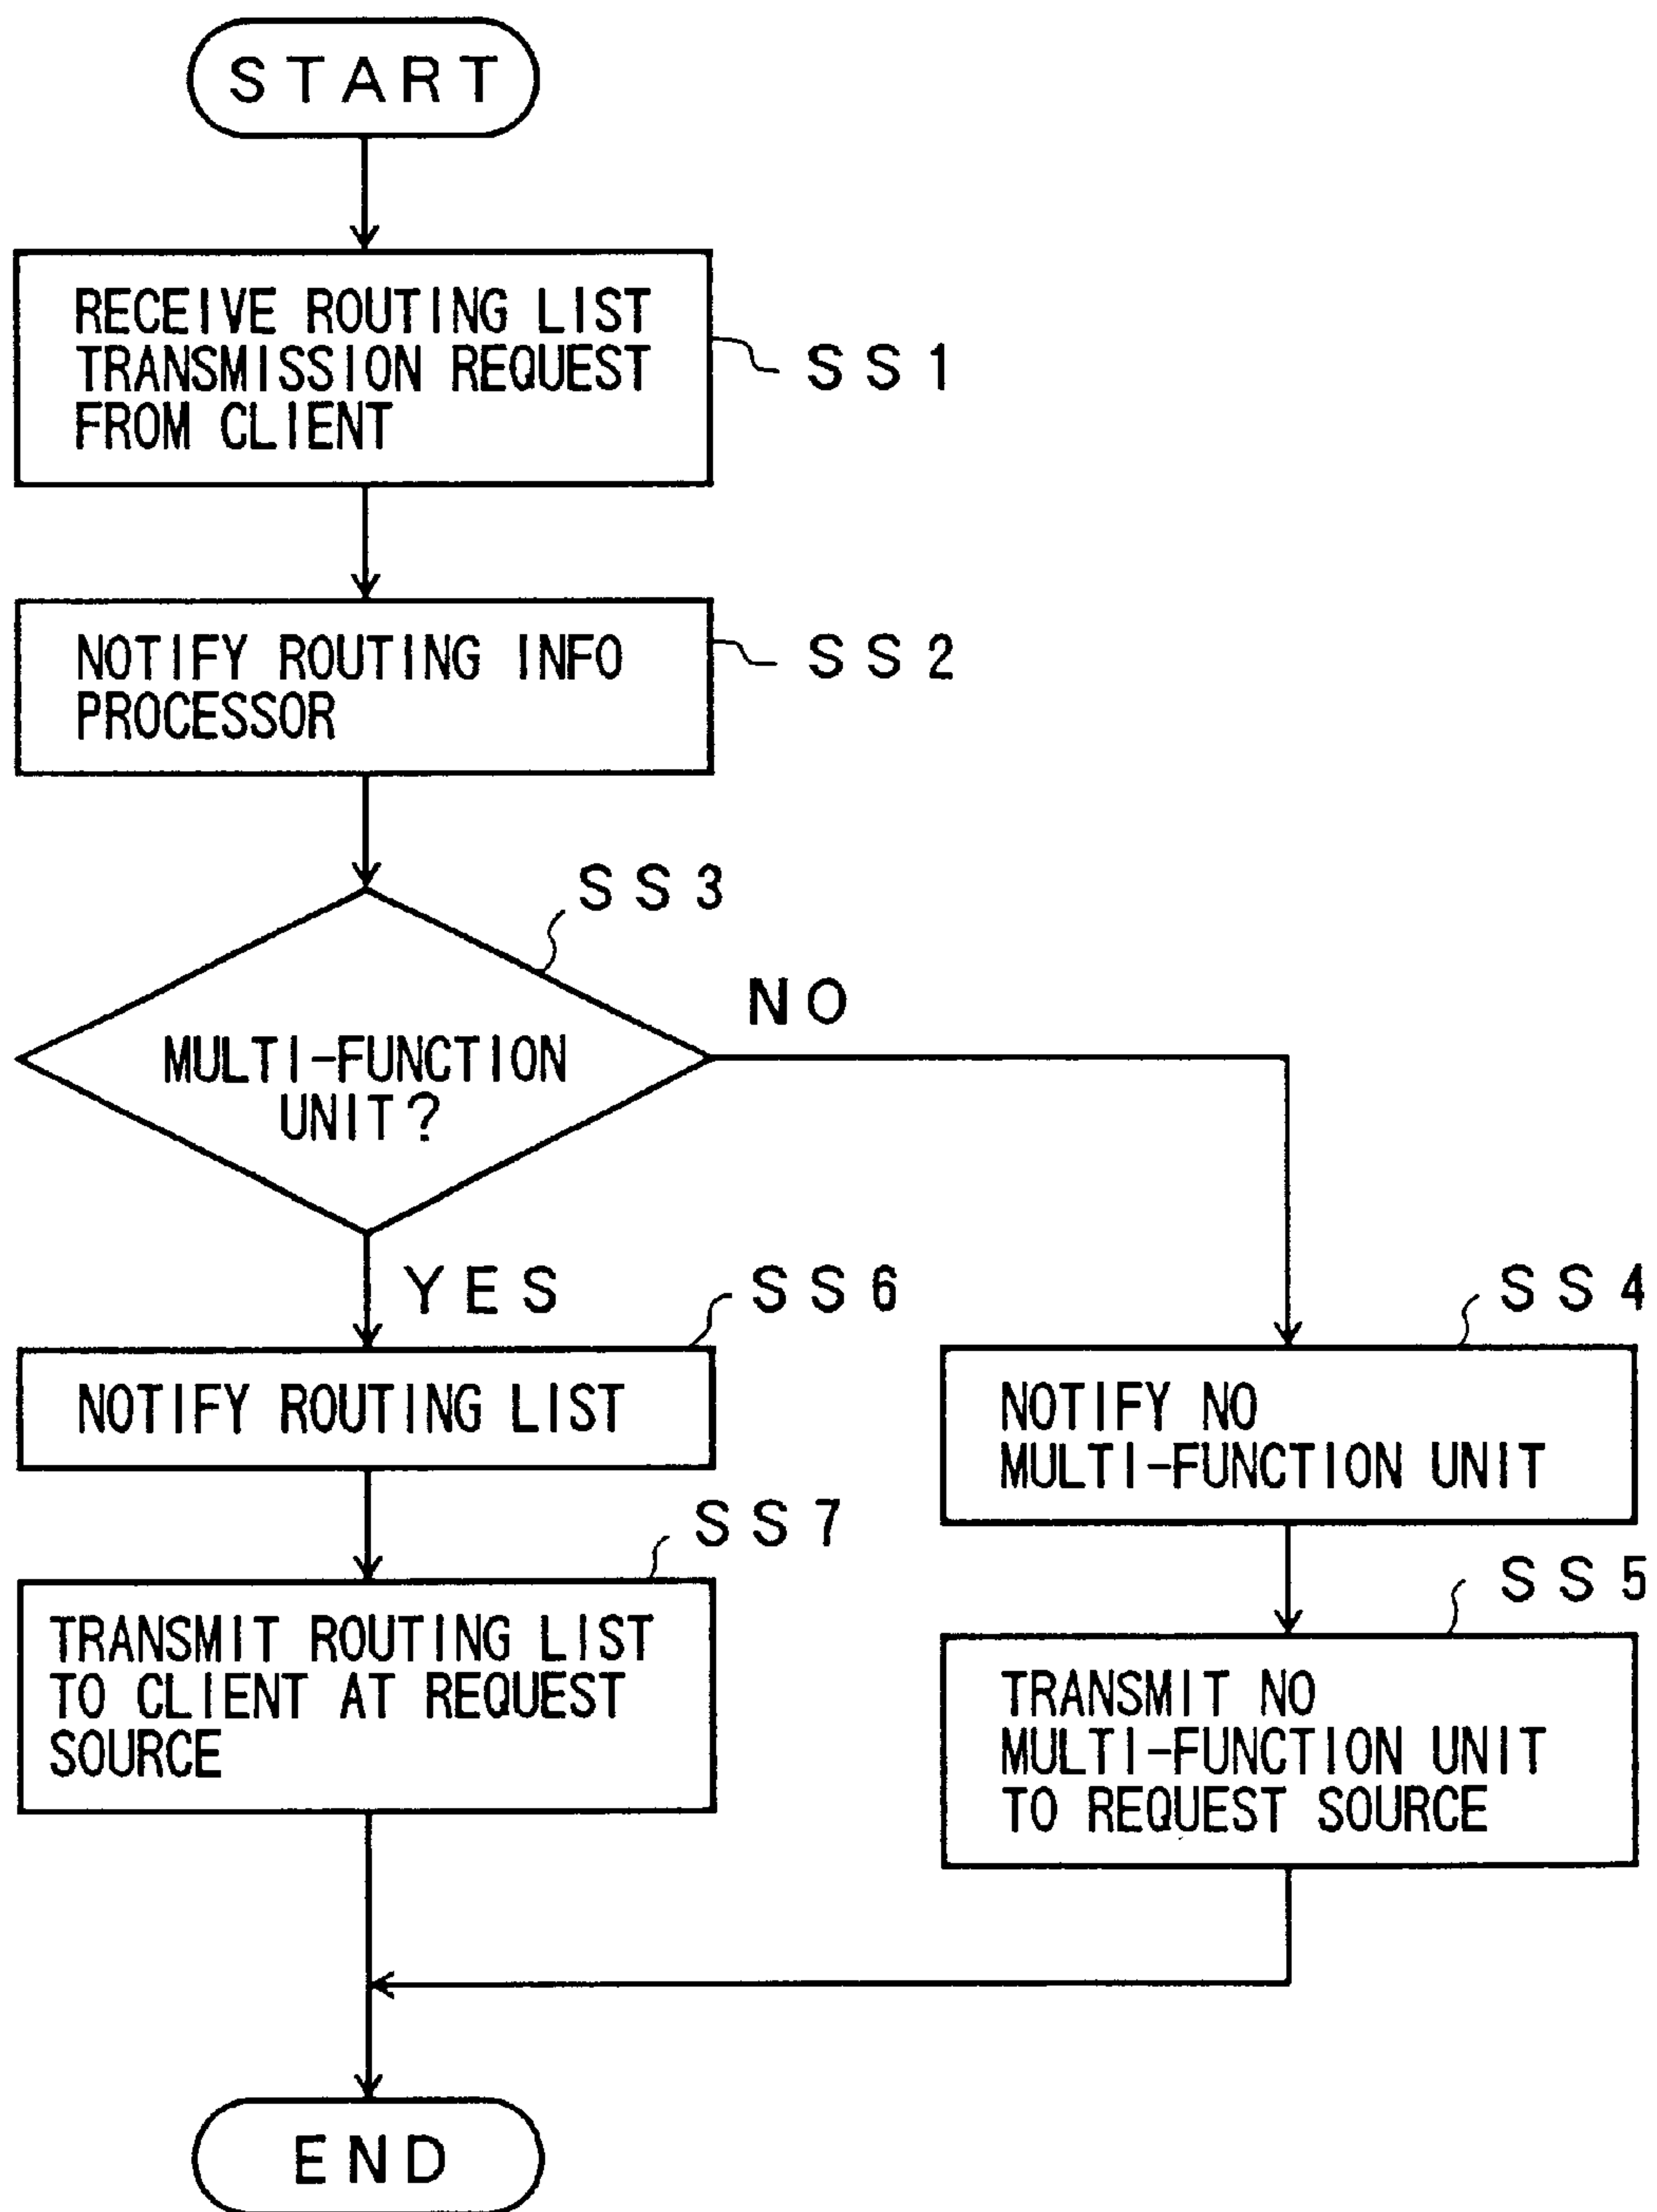 START
RECEIVE ROUTING LIST
TRANSMISSION REQUEST
FROM CLIENT
SS1
NOTIFY ROUTING INFO
PROCESSOR
SS2
SS3
MULTI-FUNCTION
UNIT?
NO
YES
SS6
NOTIFY ROUTING LIST
SS7
TRANSMIT ROUTING LIST
TO CLIENT AT REQUEST
SOURCE
SS4
NOTIFY NO
MULTI-FUNCTION UNIT
SS5
TRANSMIT NO
MULTI-FUNCTION UNIT
TO REQUEST SOURCE
END